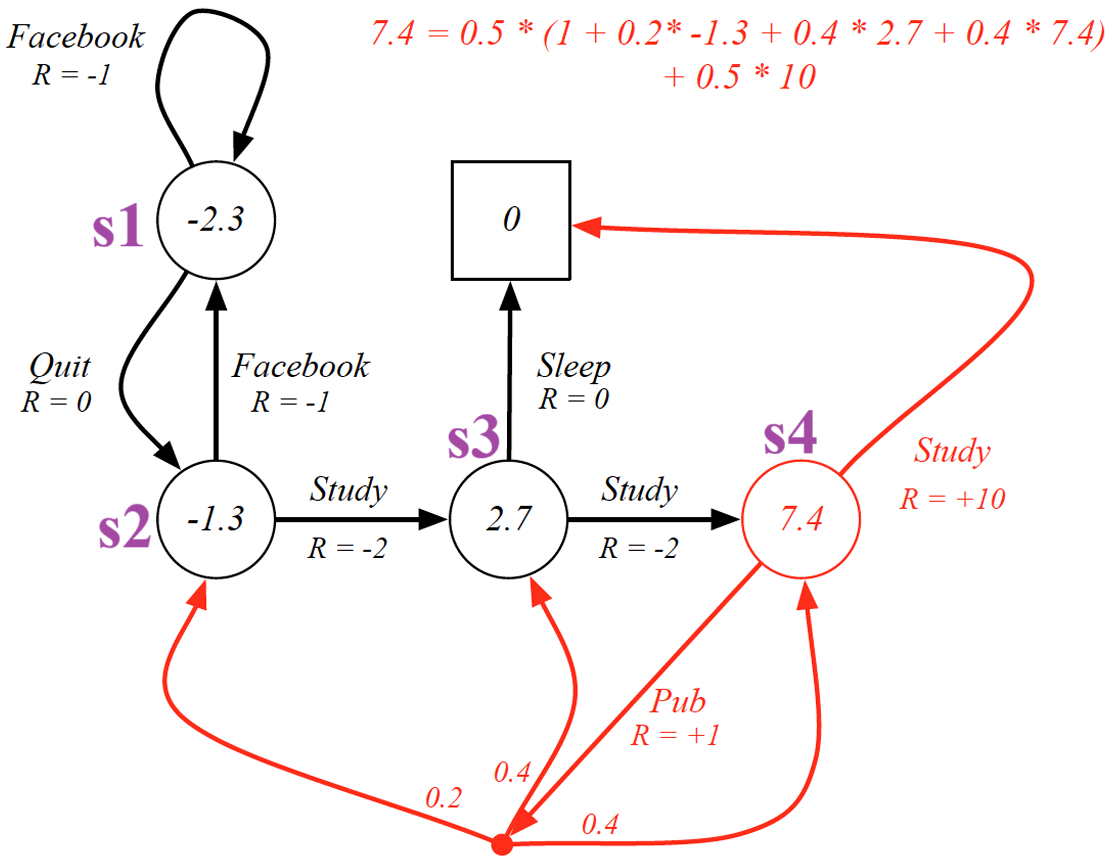 Facebook
R = -1
7.4 = 0.5 * (1 + 0.2* -1.3 + 0.4 * 2.7 + 0.4 * 7.4)
+ 0.5 * 10
s1
-2.3
0
Quit
R = 0
Facebook
R = -1
Sleep
R = 0
s3
s4
Study
R = +10
s2
-1.3
Study
R = -2
2.7
Study
R = -2
7.4
Pub
R = +1
0.2
0.4
0.4